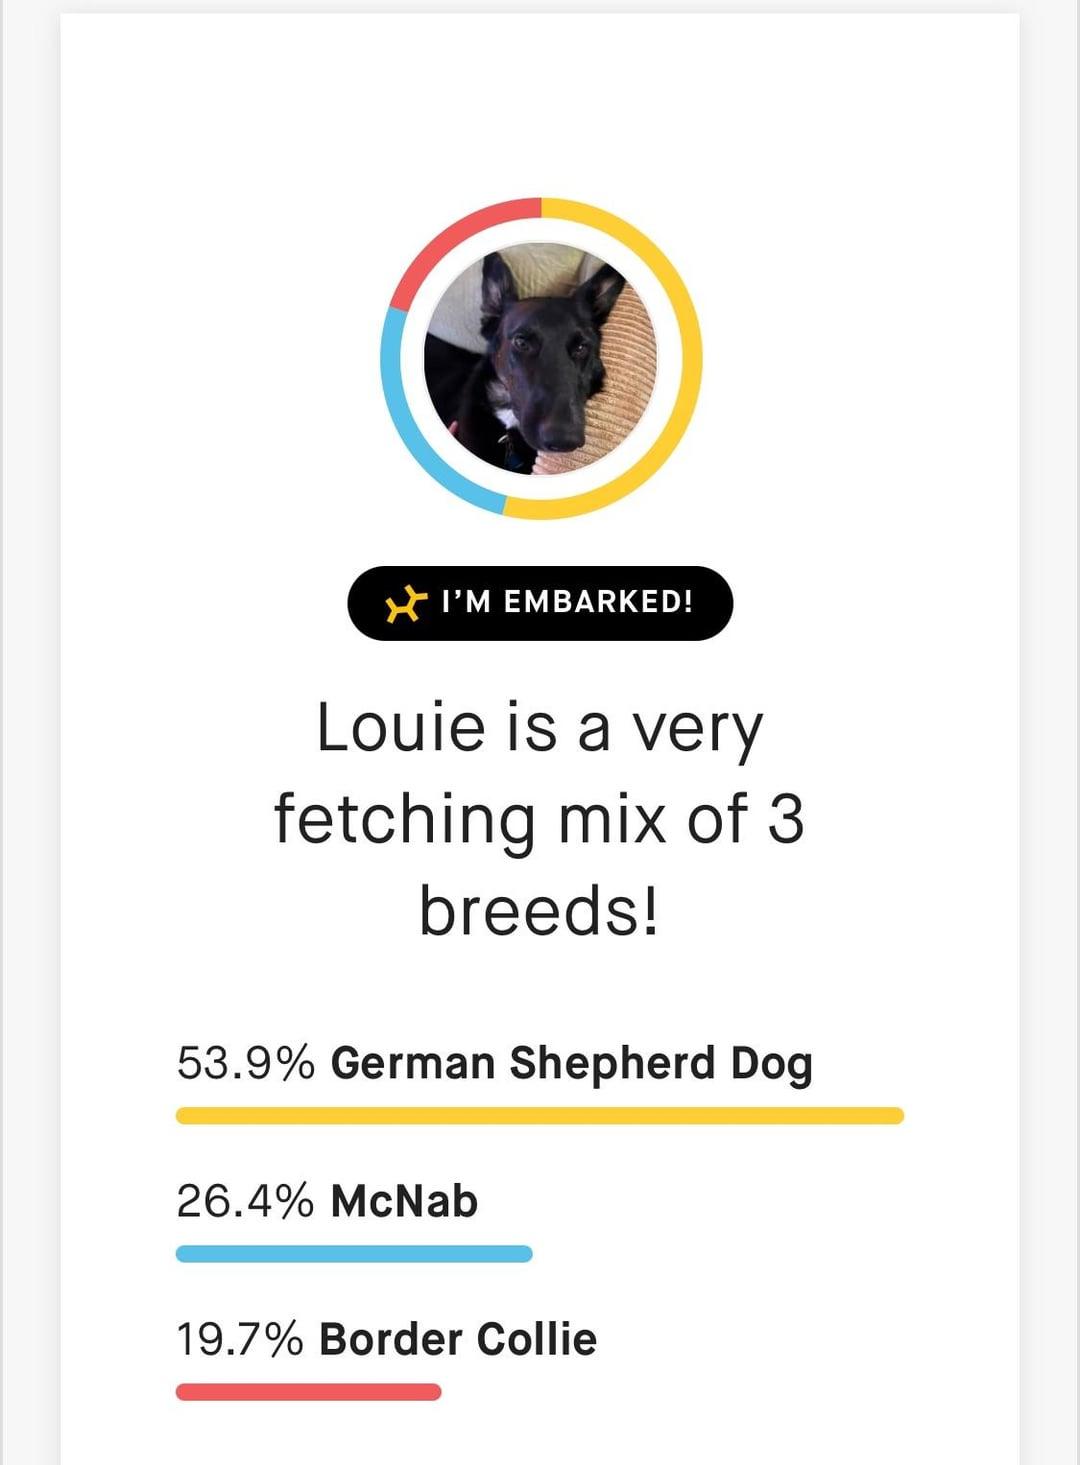 I’M EMBARKED!
Louie is a very
fetching mix of 3
breeds!
53.9% German Shepherd Dog
26.4% McNab
19.7% Border Collie